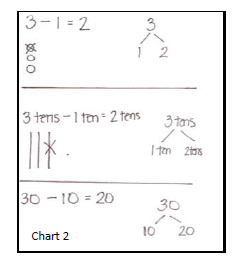 3 - 1 = 2
3
1 2
3 tens - 1 ten = 2 tens
3 tens
1 ten 2 tens
30 - 10 = 20
30
10 20
Chart 2